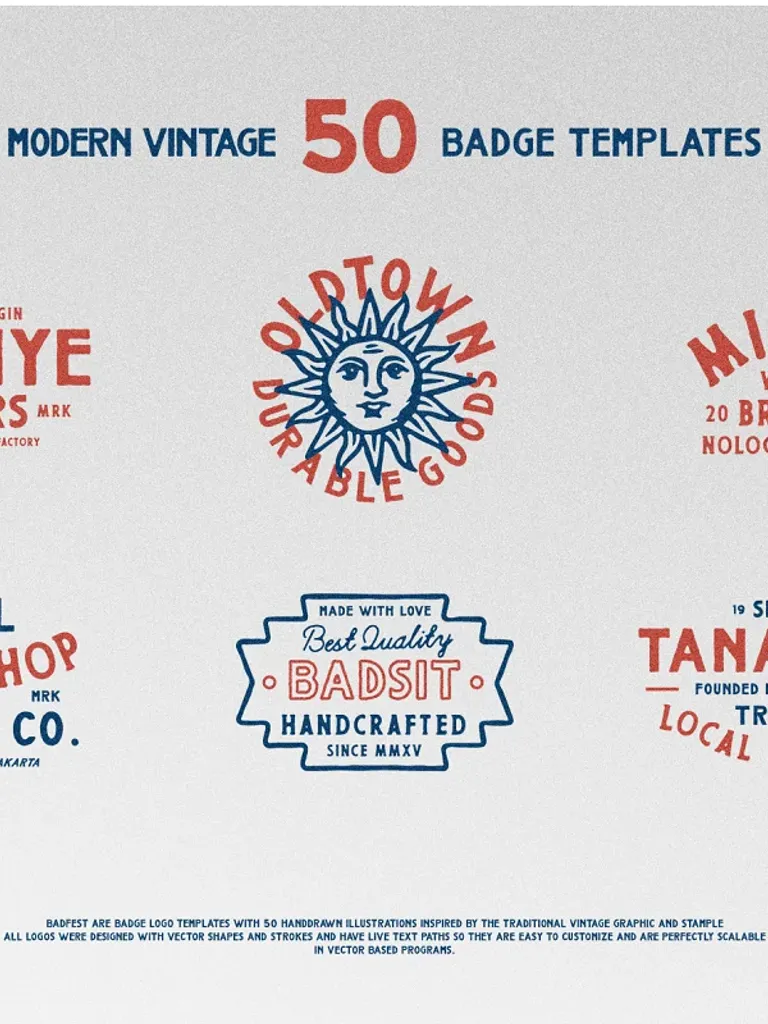 MODERN VINTAGE 50 BADGE TEMPLATES
OLDTOWN
DURABLE GOODS
MRK
FACTORY
20
HOP
MRK
CO.
MADE WITH LOVE
Best Quality
BADSIT
HANDCRAFTED
SINCE MMXV
19
FOUNDED
LOCAL
BADFEST ARE BADGE LOGO TEMPLATES WITH 50 HANDDRAWN ILLUSTRATIONS INSPIRED BY THE TRADITIONAL VINTAGE GRAPHIC AND STAMPLE
ALL LOGOS WERE DESIGNED WITH VECTOR SHAPES AND STROKES AND HAVE LIVE TEXT PATHS SO THEY ARE EASY TO CUSTOMIZE AND ARE PERFECTLY SCALABLE
IN VECTOR BASED PROGRAMS.